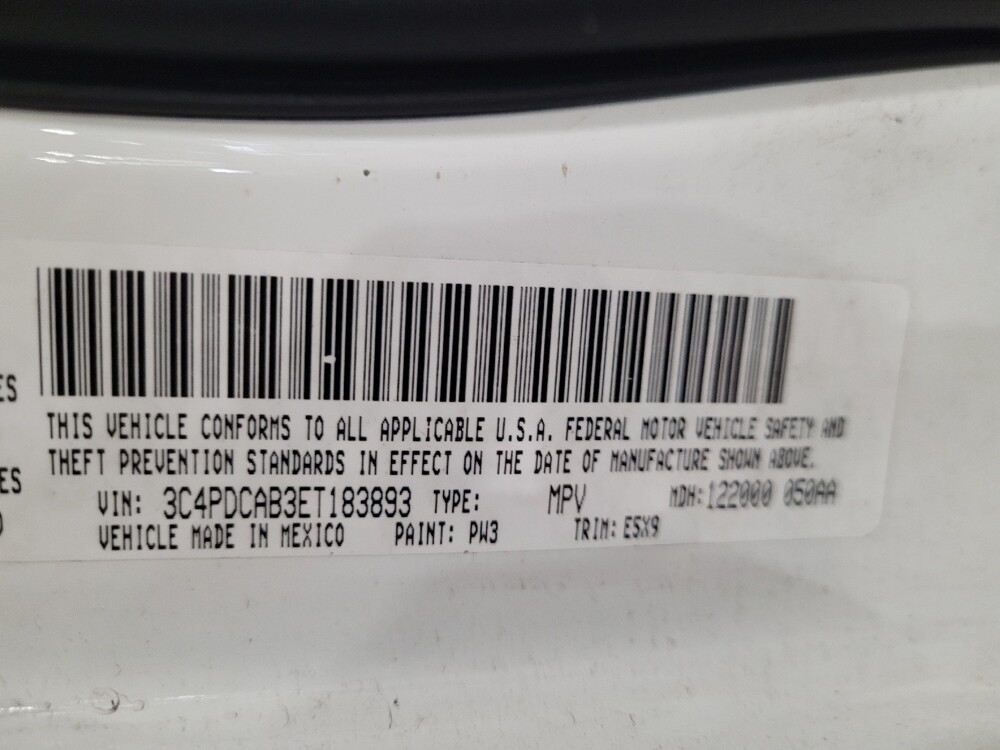 ES
THIS VEHICLE CONFORMS TO ALL APPLICABLE U.S.A. FEDERAL MOTOR VEHICLE SAFETY AND
THEFT PREVENTION STANDARDS IN EFFECT ON THE DATE OF MANUFACTURE SHOWN ABOVE.
ES
VIN: 3C4PDCAB3ET183893 TYPE: MPV MDH: 122000 050AA
VEHICLE MADE IN MEXICO PAINT: PW3 TRIM: E5X9